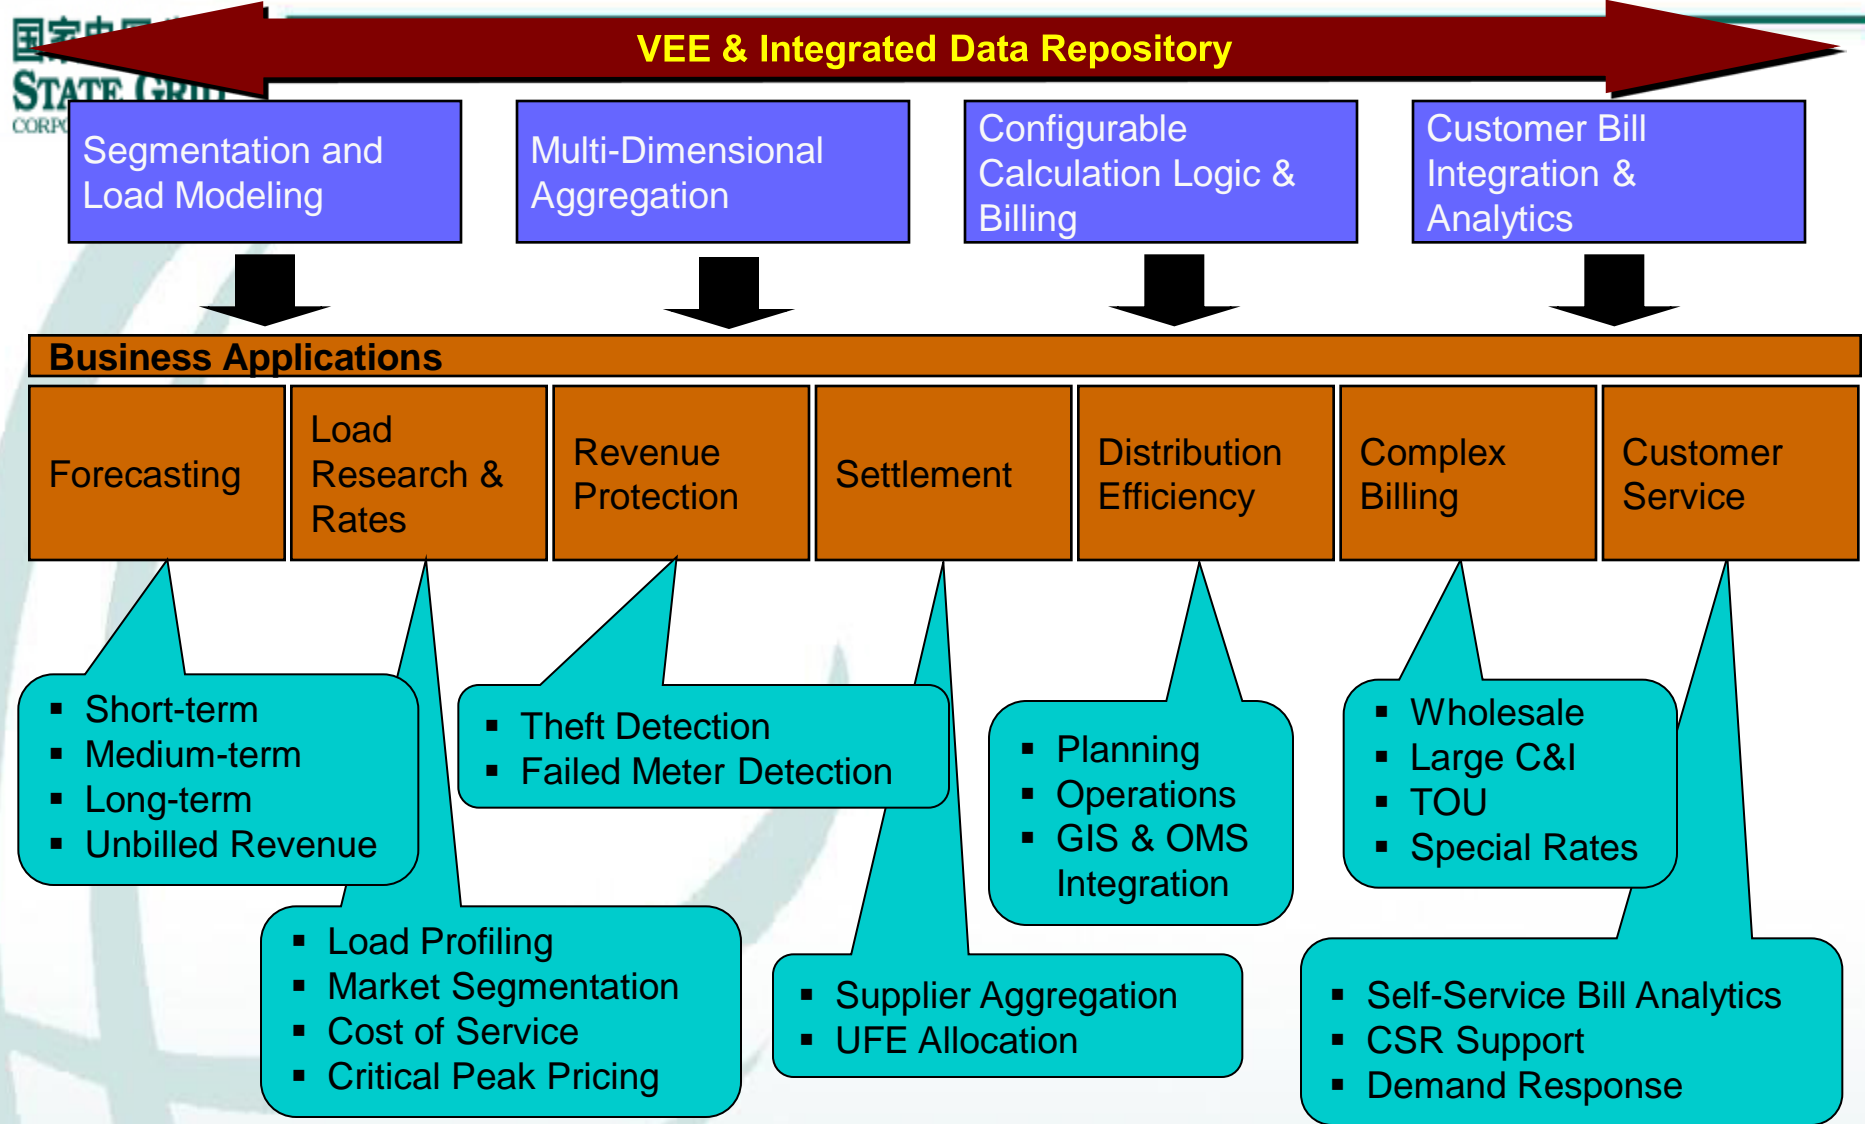 VEE & Integrated Data Repository
国家电
STATE GRID
Segmentation and
Load Modeling
Multi-Dimensional
Aggregation
Configurable
Calculation Logic &
Billing
Customer Bill
Integration &
Analytics
Business Applications
Forecasting
Load
Research &
Rates
Revenue
Protection
Settlement
Distribution
Efficiency
Complex
Billing
Customer
Service
▪ Short-term
▪ Medium-term
▪ Long-term
▪ Unbilled Revenue
▪ Load Profiling
▪ Market Segmentation
▪ Cost of Service
▪ Critical Peak Pricing
▪ Theft Detection
▪ Failed Meter Detection
▪ Supplier Aggregation
▪ UFE Allocation
▪ Planning
▪ Operations
▪ GIS & OMS
Integration
▪ Wholesale
▪ Large C&I
▪ TOU
▪ Special Rates
▪ Self-Service Bill Analytics
▪ CSR Support
▪ Demand Response